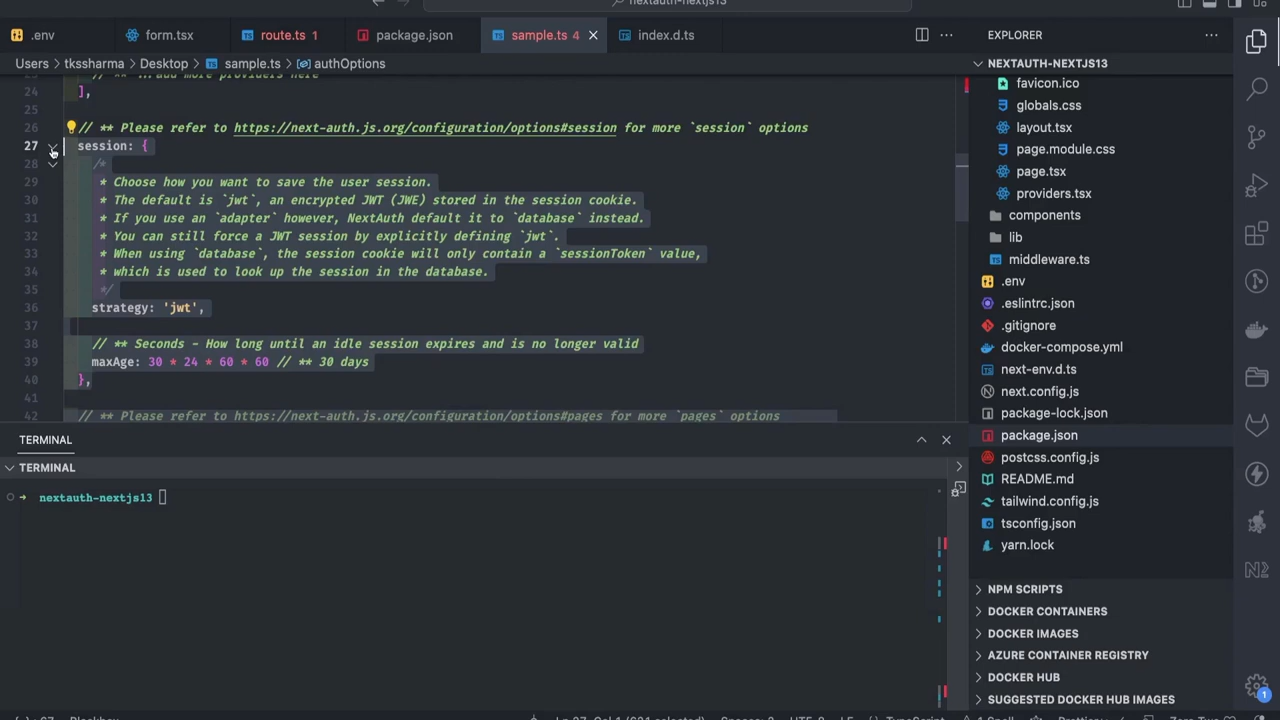 nextauth-nextjs13
.env
form.tsx
route.ts 1
package.json
sample.ts 4
index.d.ts
EXPLORER
Users > tkssharma > Desktop > sample.ts > authOptions
NEXTAUTH-NEXTJS13
24 ],
25
26 // ** Please refer to https://next-auth.js.org/configuration/options#session for more `session` options
27 session: {
28 /*
29 * Choose how you want to save the user session.
30 * The default is `jwt`, an encrypted JWT (JWE) stored in the session cookie.
31 * If you use an `adapter` however, NextAuth default it to `database` instead.
32 * You can still force a JWT session by explicitly defining `jwt`.
33 * When using `database`, the session cookie will only contain a `sessionToken` value,
34 * which is used to look up the session in the database.
35 */
36 strategy: 'jwt',
37
38 // ** Seconds - How long until an idle session expires and is no longer valid
39 maxAge: 30 * 24 * 60 * 60 // ** 30 days
40 },
41
42 // ** Please refer to https://next-auth.js.org/configuration/options#pages for more `pages` options
favicon.ico
globals.css
layout.tsx
page.module.css
page.tsx
providers.tsx
components
lib
middleware.ts
.env
.eslintrc.json
.gitignore
docker-compose.yml
next-env.d.ts
next.config.js
package-lock.json
package.json
postcss.config.js
README.md
tailwind.config.js
tsconfig.json
yarn.lock
NPM SCRIPTS
DOCKER CONTAINERS
DOCKER IMAGES
AZURE CONTAINER REGISTRY
DOCKER HUB
SUGGESTED DOCKER HUB IMAGES
TERMINAL
TERMINAL
nextauth-nextjs13
1